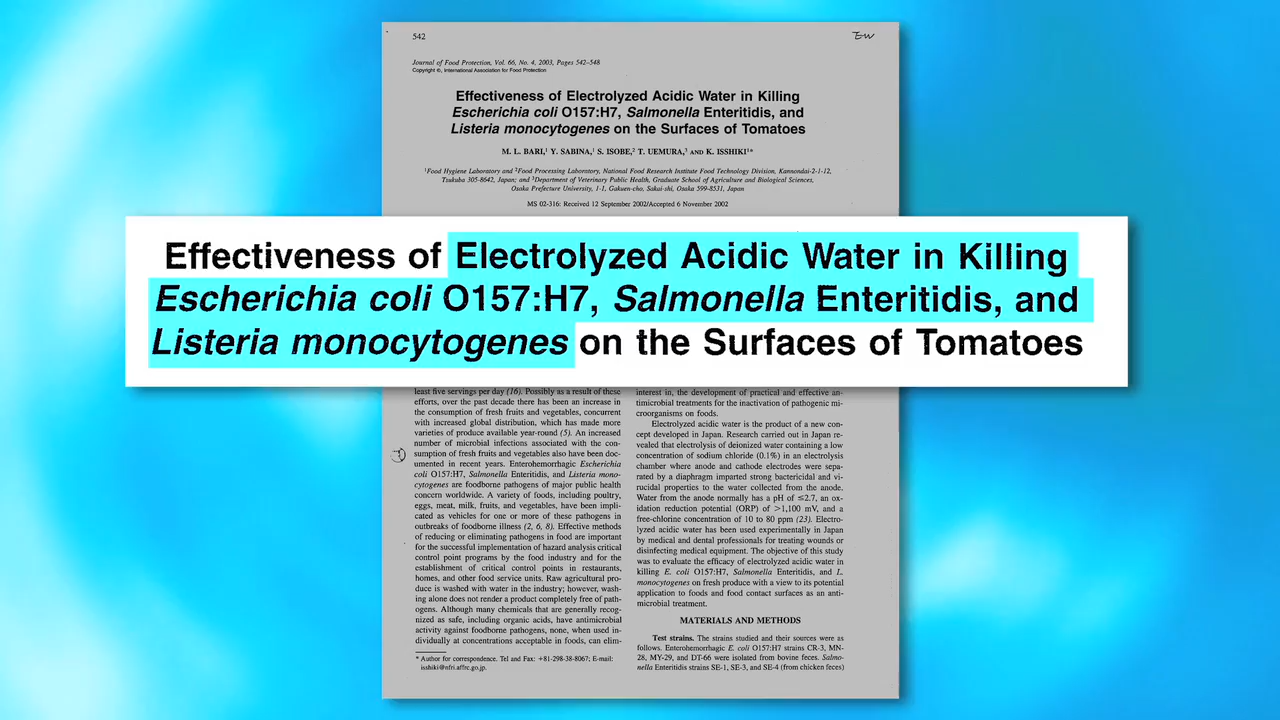 542
EW
Journal of Food Protection, Vol. 66, No. 4, 2003, Pages 542–548
Copyright ©, International Association for Food Protection
Effectiveness of Electrolyzed Acidic Water in Killing
Escherichia coli O157:H7, Salmonella Enteritidis, and
Listeria monocytogenes on the Surfaces of Tomatoes
M. L. BARI,¹ Y. SABINA,¹ S. ISOBE,² T. UEMURA,³ AND K. ISSHIKI¹*
¹Food Hygiene Laboratory and ²Food Processing Laboratory, National Food Research Institute Food Technology Division, Kannondai-2-1-12,
Tsukuba 305-8642, Japan; and ³Department of Veterinary Public Health, Graduate School of Agriculture and Biological Sciences,
Osaka Prefecture University, 1-1, Gakuen-cho, Sakai-shi, Osaka 599-8531, Japan
MS 02-316: Received 12 September 2002/Accepted 6 November 2002
Effectiveness of Electrolyzed Acidic Water in Killing
Escherichia coli O157:H7, Salmonella Enteritidis, and
Listeria monocytogenes on the Surfaces of Tomatoes
least five servings per day (16). Possibly as a result of these
efforts, over the past decade there has been an increase in
the consumption of fresh fruits and vegetables, concurrent
with increased global distribution, which has made more
varieties of produce available year-round (5). An increased
number of microbial infections associated with the con-
sumption of fresh fruits and vegetables also have been doc-
umented in recent years. Enterohemorrhagic Escherichia
coli O157:H7, Salmonella Enteritidis, and Listeria mono-
cytogenes are foodborne pathogens of major public health
concern worldwide. A variety of foods, including poultry,
eggs, meat, milk, fruits, and vegetables, have been impli-
cated as vehicles for one or more of these pathogens in
outbreaks of foodborne illness (2, 6, 8). Effective methods
of reducing or eliminating pathogens in food are important
for the successful implementation of hazard analysis critical
control point programs by the food industry and for the
establishment of critical control points in restaurants,
homes, and other food service units. Raw agricultural pro-
duce is washed with water in the industry; however, wash-
ing alone does not render a product completely free of path-
ogens. Although many chemicals that are generally recog-
nized as safe, including organic acids, have antimicrobial
activity against foodborne pathogens, none, when used in-
dividually at concentrations acceptable in foods, can elim-
* Author for correspondence. Tel and Fax: +81-298-38-8067; E-mail:
isshiki@nfri.affrc.go.jp.
interest in, the development of practical and effective an-
timicrobial treatments for the inactivation of pathogenic mi-
croorganisms on foods.
Electrolyzed acidic water is the product of a new con-
cept developed in Japan. Research carried out in Japan re-
vealed that electrolysis of deionized water containing a low
concentration of sodium chloride (0.1%) in an electrolysis
chamber where anode and cathode electrodes were sepa-
rated by a diaphragm imparted strong bactericidal and vi-
rucidal properties to the water collected from the anode.
Water from the anode normally has a pH of ≤2.7, an ox-
idation reduction potential (ORP) of >1,100 mV, and a
free-chlorine concentration of 10 to 80 ppm (23). Electro-
lyzed acidic water has been used experimentally in Japan
by medical and dental professionals for treating wounds or
disinfecting medical equipment. The objective of this study
was to evaluate the efficacy of electrolyzed acidic water in
killing E. coli O157:H7, Salmonella Enteritidis, and L.
monocytogenes on fresh produce with a view to its potential
application to foods and food contact surfaces as an anti-
microbial treatment.
MATERIALS AND METHODS
Test strains. The strains studied and their sources were as
follows. Enterohemorrhagic E. coli O157:H7 strains CR-3, MN-
28, MY-29, and DT-66 were isolated from bovine feces. Salmo-
nella Enteritidis strains SE-1, SE-3, and SE-4 (from chicken feces)